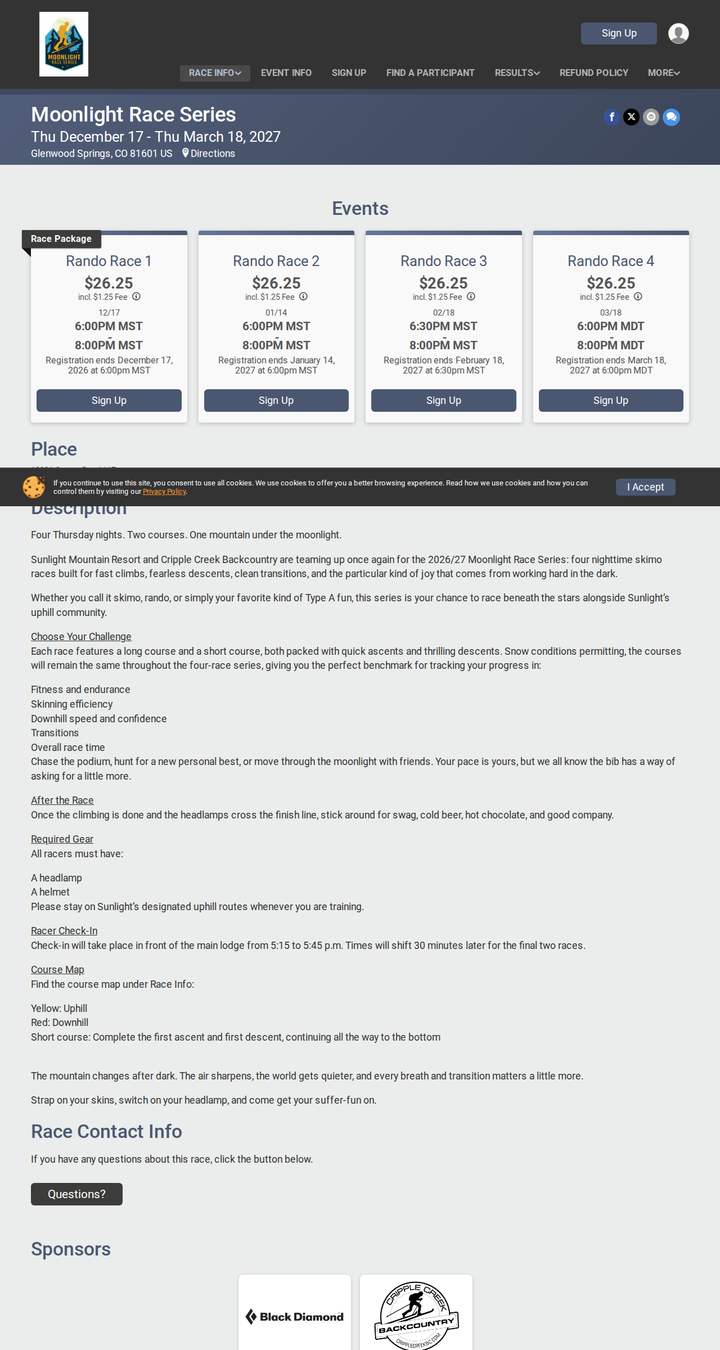 MOONLIGHT
RACE SERIES
Sign Up
RACE INFO
EVENT INFO
SIGN UP
FIND A PARTICIPANT
RESULTS
REFUND POLICY
MORE
Moonlight Race Series
Thu December 17 - Thu March 18, 2027
Glenwood Springs, CO 81601 US Directions
Events
Race Package
Rando Race 1
$26.25
incl. $1.25 Fee
12/17
6:00PM MST
-
8:00PM MST
Registration ends December 17,
2026 at 6:00pm MST
Sign Up
Rando Race 2
$26.25
incl. $1.25 Fee
01/14
6:00PM MST
-
8:00PM MST
Registration ends January 14,
2027 at 6:00pm MST
Sign Up
Rando Race 3
$26.25
incl. $1.25 Fee
02/18
6:30PM MST
-
8:00PM MST
Registration ends February 18,
2027 at 6:30pm MST
Sign Up
Rando Race 4
$26.25
incl. $1.25 Fee
03/18
6:00PM MDT
-
8:00PM MDT
Registration ends March 18,
2027 at 6:00pm MDT
Sign Up
Place
If you continue to use this site, you consent to use all cookies. We use cookies to offer you a better browsing experience. Read how we use cookies and how you can
control them by visiting our Privacy Policy.
I Accept
Description
Four Thursday nights. Two courses. One mountain under the moonlight.
Sunlight Mountain Resort and Cripple Creek Backcountry are teaming up once again for the 2026/27 Moonlight Race Series: four nighttime skimo
races built for fast climbs, fearless descents, clean transitions, and the particular kind of joy that comes from working hard in the dark.
Whether you call it skimo, rando, or simply your favorite kind of Type A fun, this series is your chance to race beneath the stars alongside Sunlight's
uphill community.
Choose Your Challenge
Each race features a long course and a short course, both packed with quick ascents and thrilling descents. Snow conditions permitting, the courses
will remain the same throughout the four-race series, giving you the perfect benchmark for tracking your progress in:
Fitness and endurance
Skinning efficiency
Downhill speed and confidence
Transitions
Overall race time
Chase the podium, hunt for a new personal best, or move through the moonlight with friends. Your pace is yours, but we all know the bib has a way of
asking for a little more.
After the Race
Once the climbing is done and the headlamps cross the finish line, stick around for swag, cold beer, hot chocolate, and good company.
Required Gear
All racers must have:
A headlamp
A helmet
Please stay on Sunlight's designated uphill routes whenever you are training.
Racer Check-In
Check-in will take place in front of the main lodge from 5:15 to 5:45 p.m. Times will shift 30 minutes later for the final two races.
Course Map
Find the course map under Race Info:
Yellow: Uphill
Red: Downhill
Short course: Complete the first ascent and first descent, continuing all the way to the bottom
The mountain changes after dark. The air sharpens, the world gets quieter, and every breath and transition matters a little more.
Strap on your skins, switch on your headlamp, and come get your suffer-fun on.
Race Contact Info
If you have any questions about this race, click the button below.
Questions?
Sponsors
Black Diamond
CRIPPLE CREEK
BACKCOUNTRY
CRIPPLECREEKBC.COM